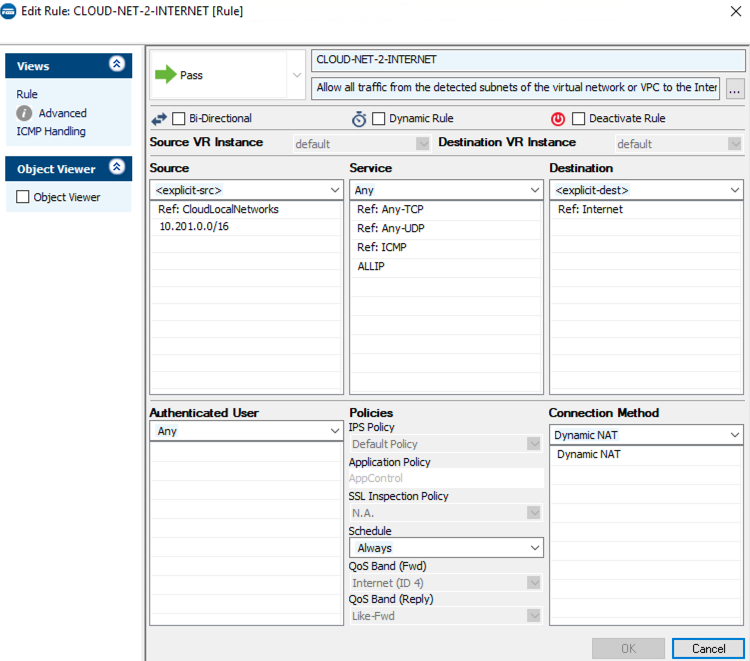 Edit Rule: CLOUD-NET-2-INTERNET [Rule]
Views
Rule
Advanced
ICMP Handling
Object Viewer
Object Viewer
Pass
CLOUD-NET-2-INTERNET
Allow all traffic from the detected subnets of the virtual network or VPC to the Inter
...
Bi-Directional
Dynamic Rule
Deactivate Rule
Source VR Instance
default
Destination VR Instance
default
Source
<explicit-src>
Ref: CloudLocalNetworks
10.201.0.0/16
Service
Any
Ref: Any-TCP
Ref: Any-UDP
Ref: ICMP
ALLIP
Destination
<explicit-dest>
Ref: Internet
Authenticated User
Any
Policies
IPS Policy
Default Policy
Application Policy
AppControl
SSL Inspection Policy
N.A.
Schedule
Always
QoS Band (Fwd)
Internet (ID 4)
QoS Band (Reply)
Like-Fwd
Connection Method
Dynamic NAT
Dynamic NAT
OK
Cancel